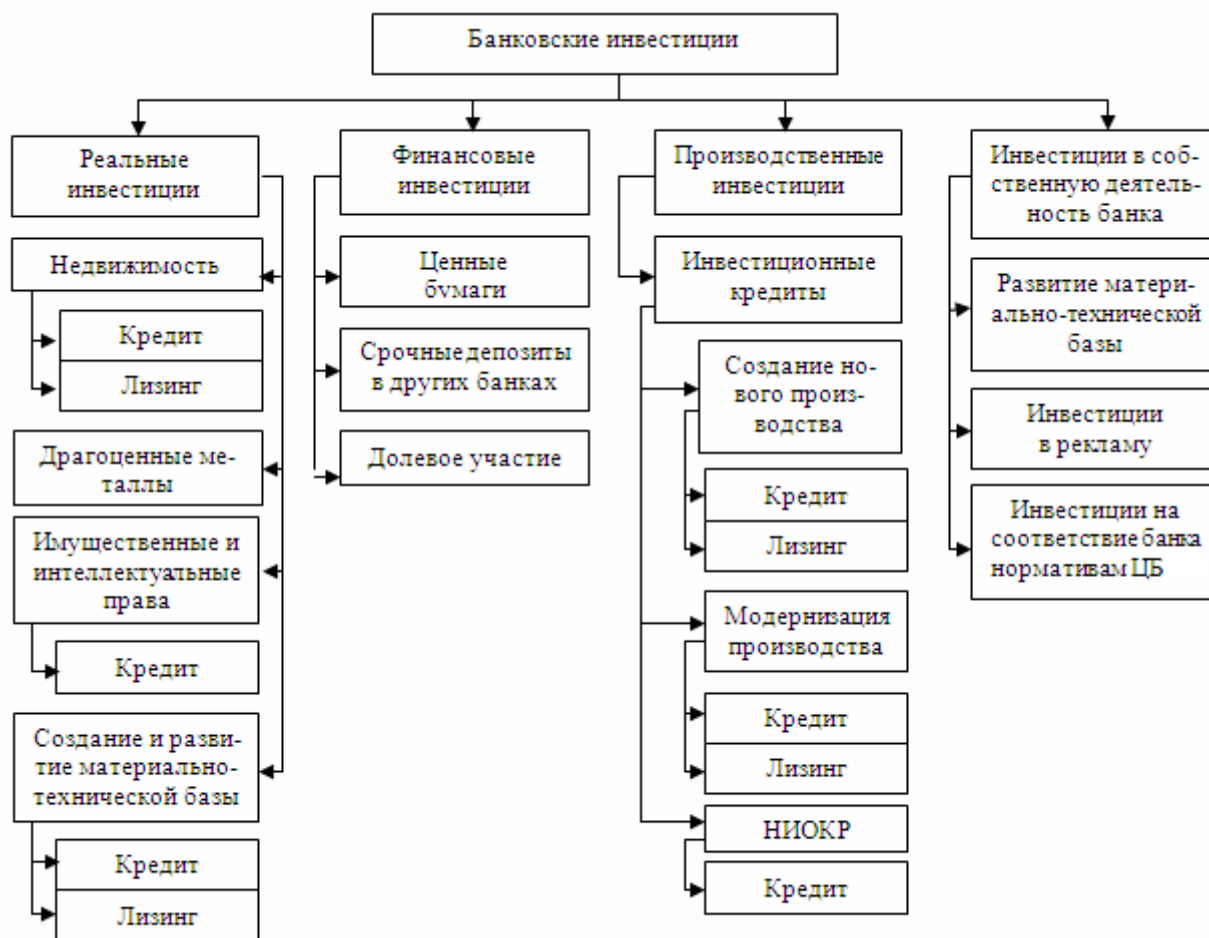 Банковские инвестиции
Реальные
инвестиции
Недвижимость
Кредит
Лизинг
Драгоценные ме-
таллы
Имущественные и
интеллектуальные
права
Кредит
Создание и разви-
тие материально-
технической базы
Кредит
Лизинг
Финансовые
инвестиции
Ценные
бумаги
Срочные депозиты
в других банках
Долевое участие
Производственные
инвестиции
Инвестиционные
кредиты
Создание но-
вого произ-
водства
Кредит
Лизинг
Модернизация
производства
Кредит
Лизинг
НИОКР
Кредит
Инвестиции в соб-
ственную деятель-
ность банка
Развитие матери-
ально-технической
базы
Инвестиции
в рекламу
Инвестиции на
соответствие банка
нормативам ЦБ